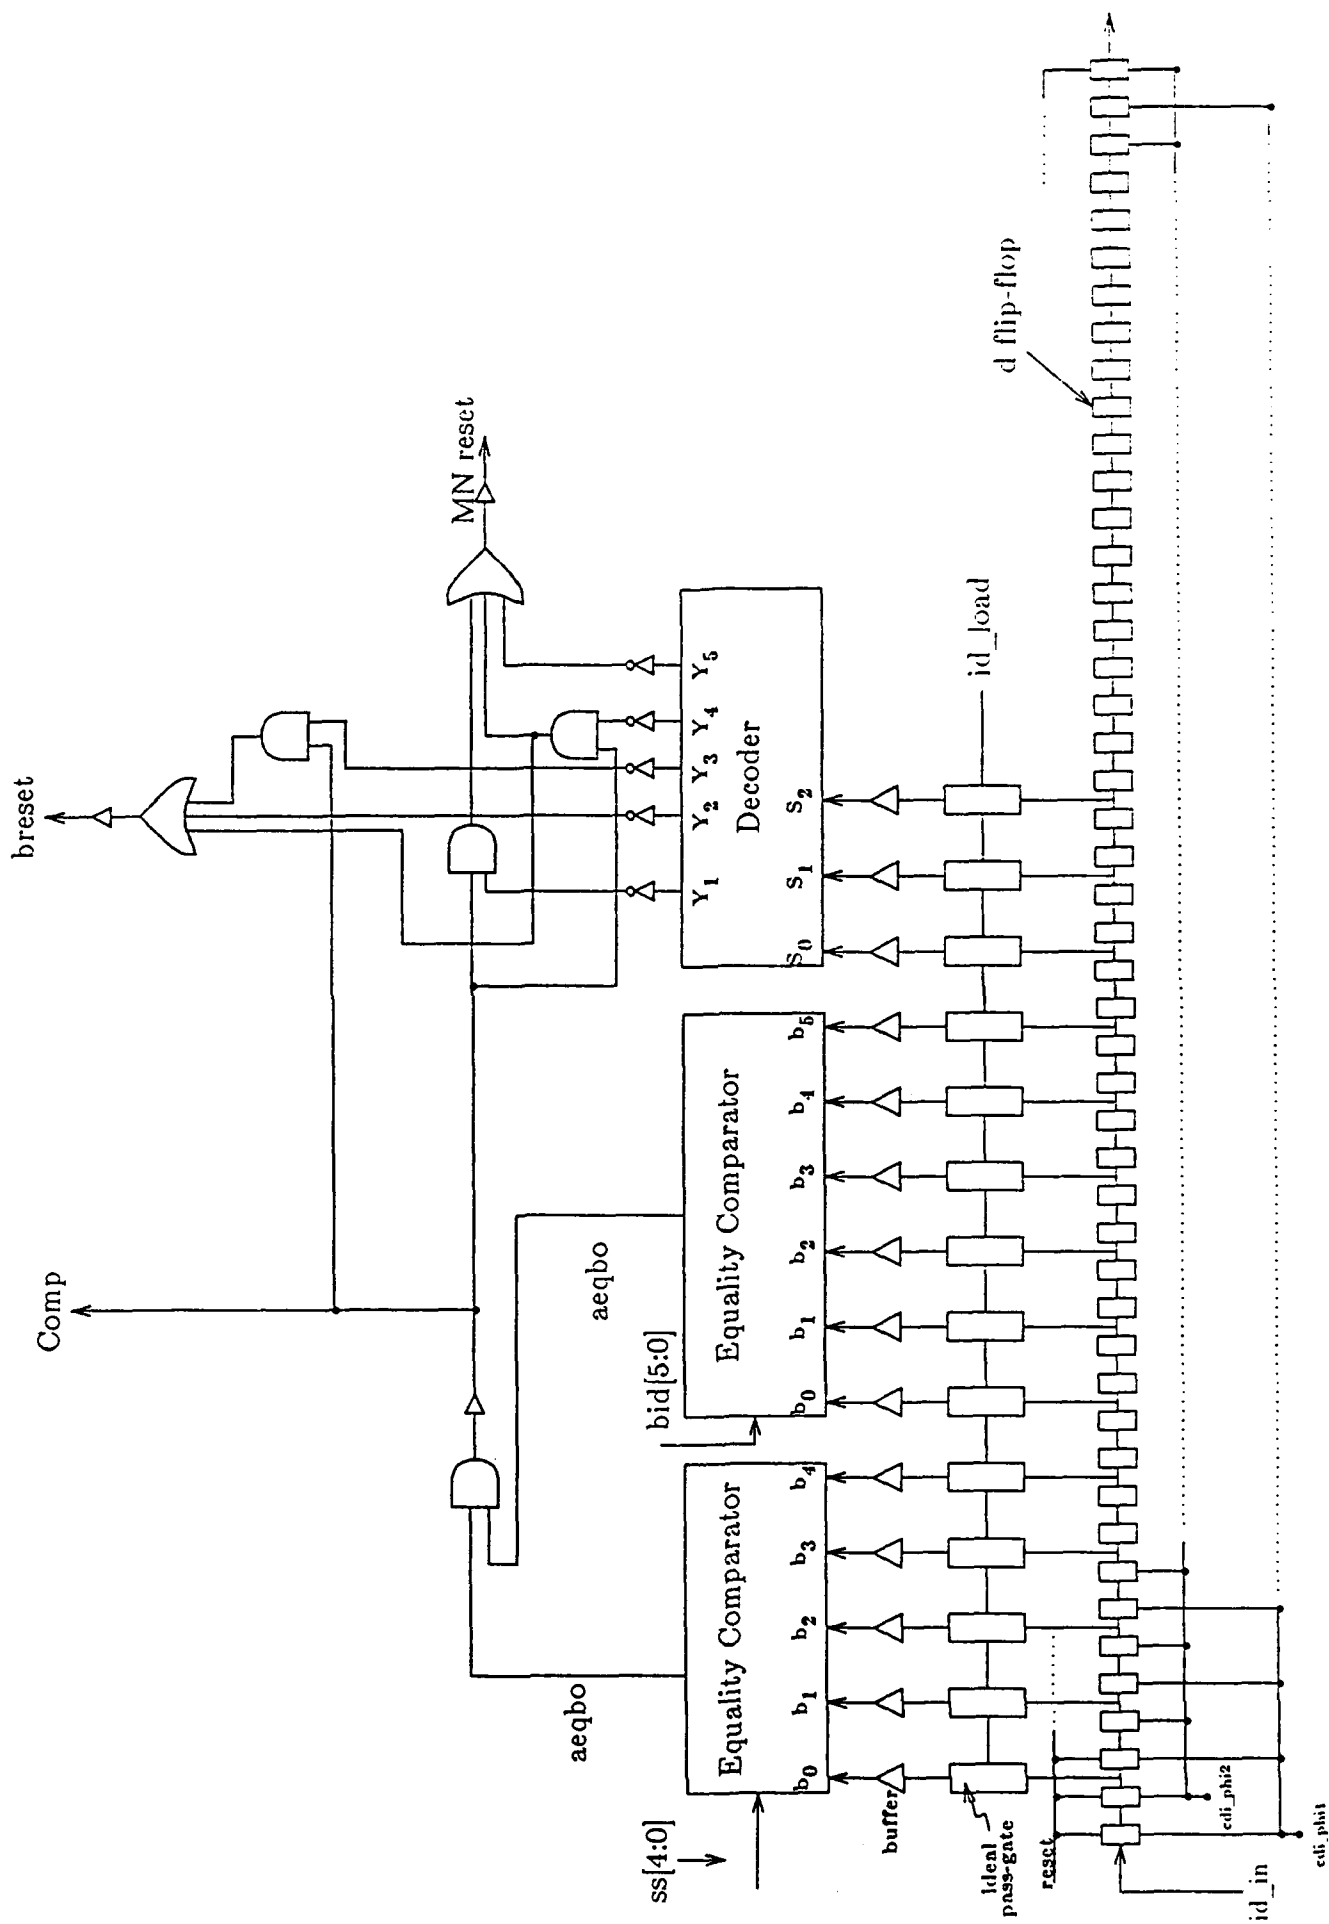 breset
Comp
MN reset
aeqbo
aeqbo
bid[5:0]
ss[4:0]
Equality Comparator
b0 b1 b2 b3 b4
Equality Comparator
b0 b1 b2 b3 b4 b5
Decoder
Y1 Y2 Y3 Y4 Y5
S0 S1 S2
buffer
ideal
pass-gate
id_load
d flip-flop
reset
id_in
cdi_phi2
cdi_phi1